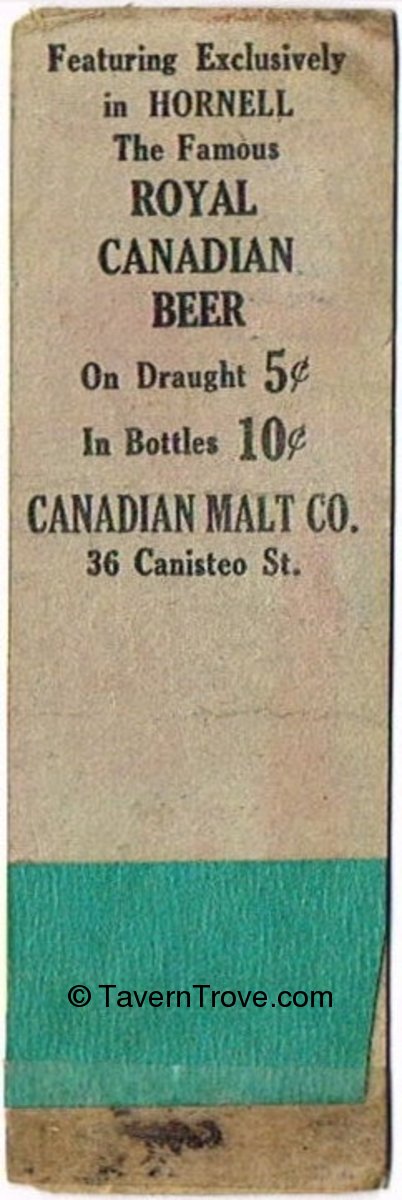 Featuring Exclusively
in HORNELL
The Famous
ROYAL
CANADIAN
BEER
On Draught 5¢
In Bottles 10¢
CANADIAN MALT CO.
36 Canisteo St.
© TavernTrove.com